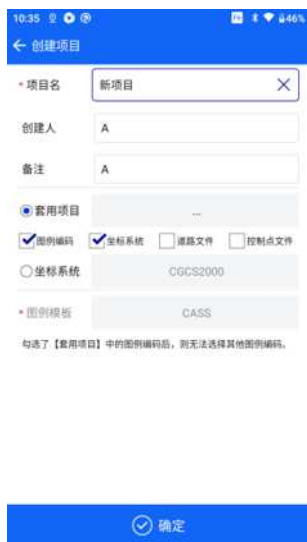 10:35
46%
创建项目
* 项目名 新项目
创建人 A
备注 A
套用项目 ...
图例编码 坐标系统 道路文件 控制点文件
坐标系统 CGCS2000
* 图例模板 CASS
勾选了【套用项目】中的图例编码后，则无法选择其他图例编码。
确定